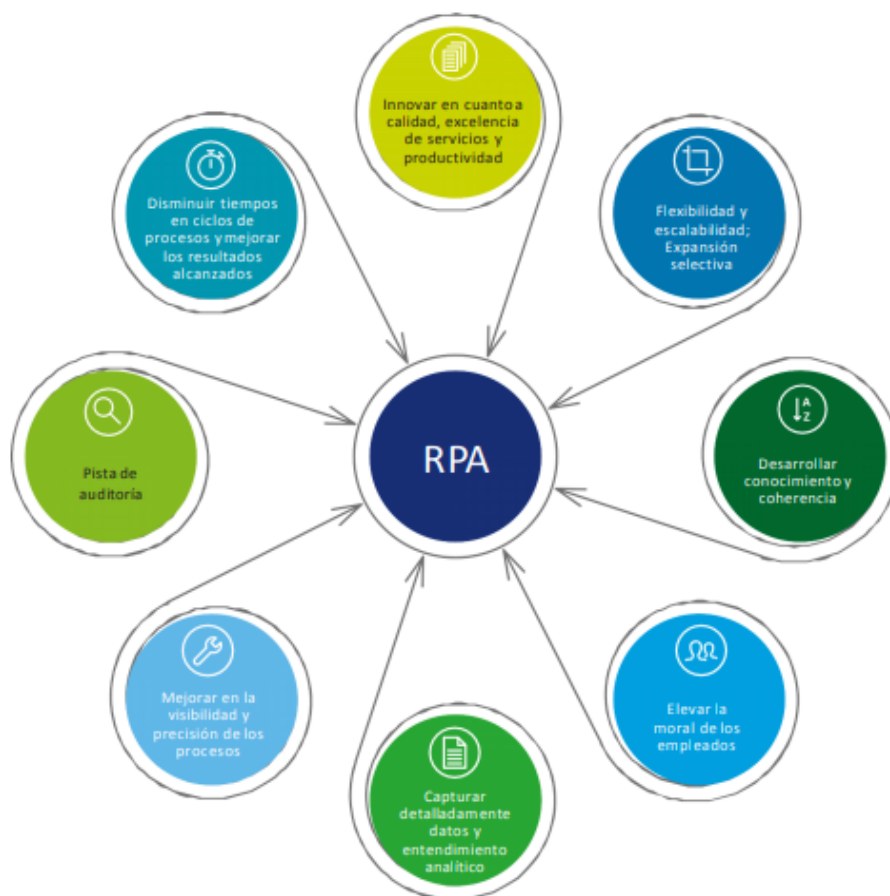 Innovar en cuanto a
calidad, excelencia
de servicios y
productividad
Disminuir tiempos
en ciclos de
procesos y mejorar
los resultados
alcanzados
Flexibilidad y
escalabilidad;
Expansión
selectiva
Pista de
auditoría
RPA
A
Z
Desarrollar
conocimiento y
coherencia
Mejorar en la
visibilidad y
precisión de los
procesos
Elevar la
moral de los
empleados
Capturar
detalladamente
datos y
entendimiento
analítico